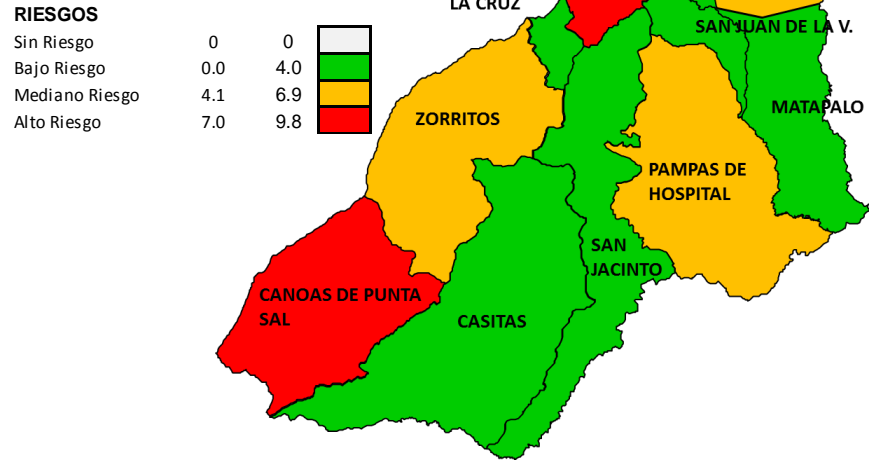 RIESGOS
Sin Riesgo 0 0
Bajo Riesgo 0.0 4.0
Mediano Riesgo 4.1 6.9
Alto Riesgo 7.0 9.8
LA CRUZ
SAN JUAN DE LA V.
MATAPALO
ZORRITOS
PAMPAS DE
HOSPITAL
SAN
JACINTO
CANOAS DE PUNTA
SAL
CASITAS